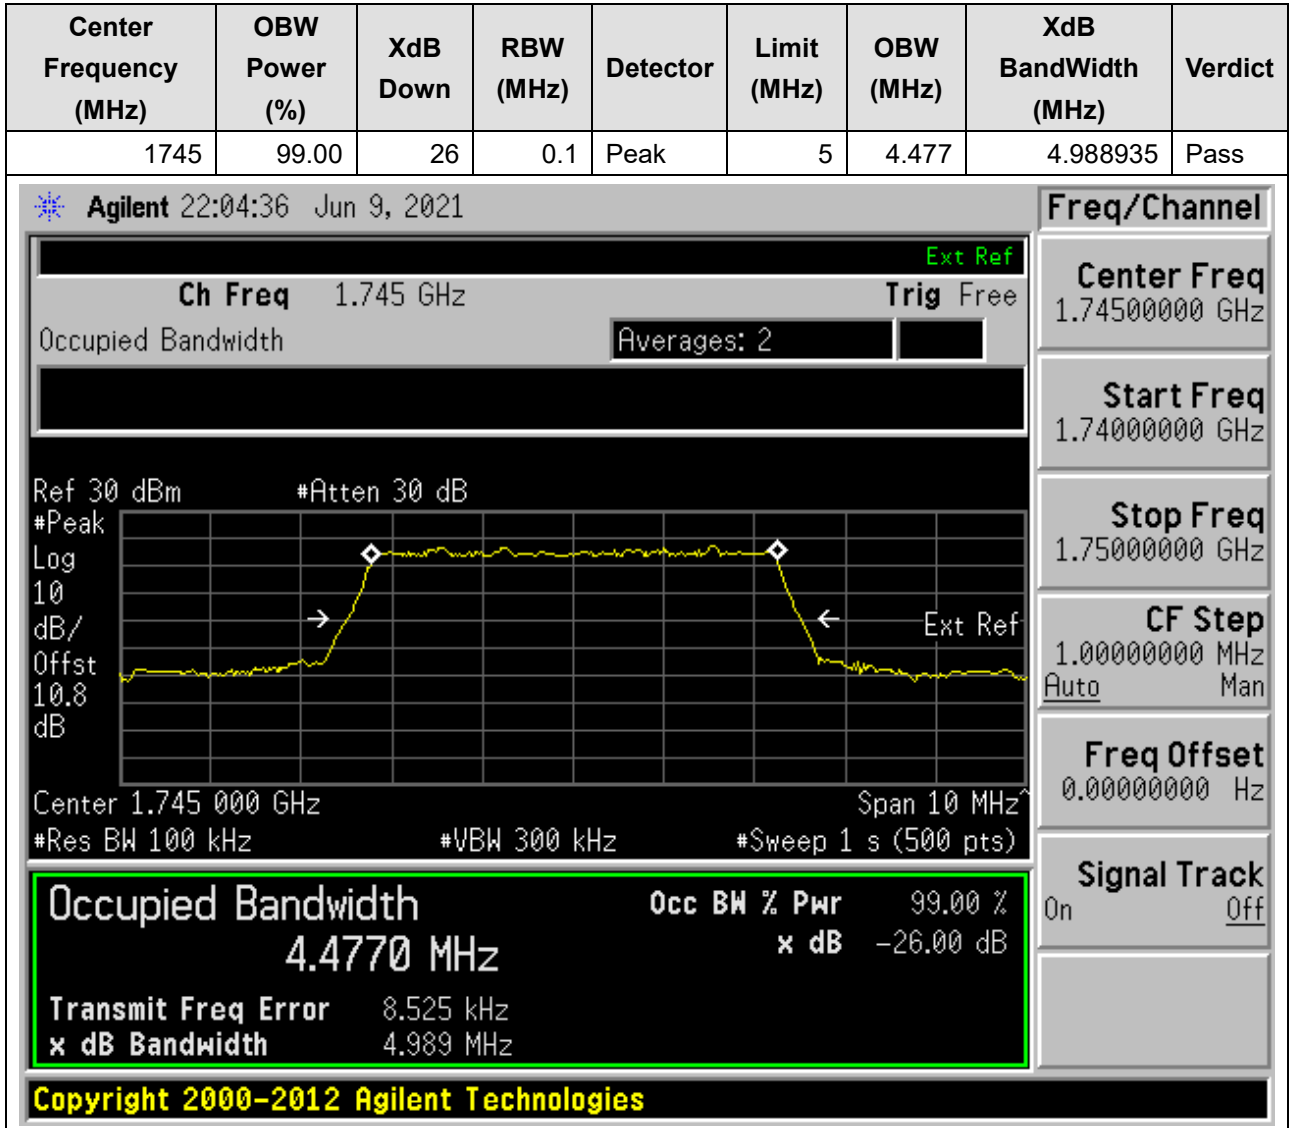 Center Frequency (MHz) OBW Power (%) XdB Down RBW (MHz) Detector Limit (MHz) OBW (MHz) XdB BandWidth (MHz) Verdict
1745 99.00 26 0.1 Peak 5 4.477 4.988935 Pass
Agilent 22:04:36 Jun 9, 2021
Ext Ref
Ch Freq 1.745 GHz Trig Free
Occupied Bandwidth Averages: 2
Ref 30 dBm #Atten 30 dB
#Peak
Log
10
dB/
Offst
10.8
dB
Ext Ref
Center 1.745 000 GHz Span 10 MHz^
#Res BW 100 kHz #VBW 300 kHz #Sweep 1 s (500 pts)
Occupied Bandwidth Occ BW % Pwr 99.00 %
4.4770 MHz x dB -26.00 dB
Transmit Freq Error 8.525 kHz
x dB Bandwidth 4.989 MHz
Copyright 2000-2012 Agilent Technologies
Freq/Channel
Center Freq
1.74500000 GHz
Start Freq
1.74000000 GHz
Stop Freq
1.75000000 GHz
CF Step
1.00000000 MHz
Auto Man
Freq Offset
0.00000000 Hz
Signal Track
On Off